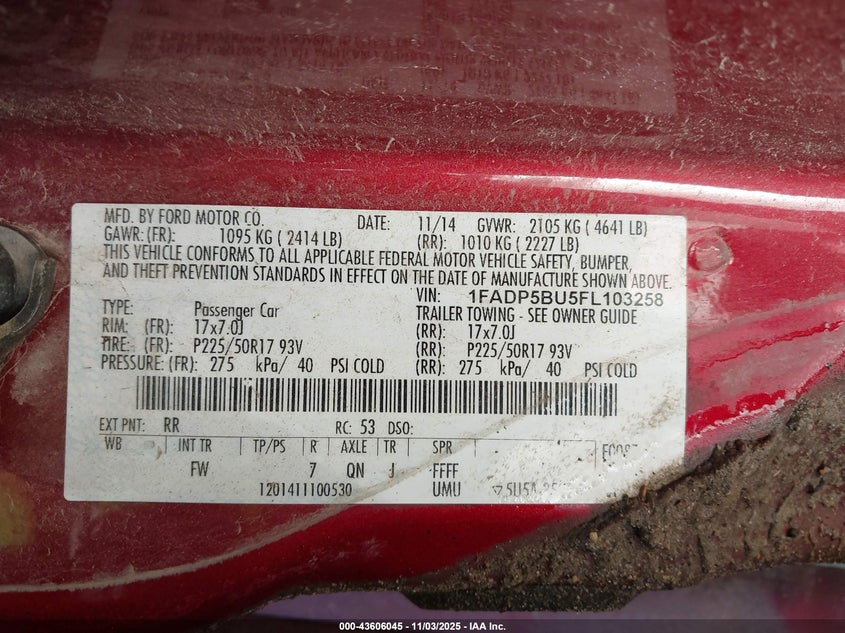 MFD. BY FORD MOTOR CO. DATE: 11/14 GVWR: 2105 KG ( 4641 LB)
GAWR: (FR): 1095 KG ( 2414 LB) (RR): 1010 KG ( 2227 LB)
THIS VEHICLE CONFORMS TO ALL APPLICABLE FEDERAL MOTOR VEHICLE SAFETY, BUMPER,
AND THEFT PREVENTION STANDARDS IN EFFECT ON THE DATE OF MANUFACTURE SHOWN ABOVE.
VIN: 1FADP5BU5FL103258
TYPE: Passenger Car TRAILER TOWING - SEE OWNER GUIDE
RIM: (FR): 17x7.0J (RR): 17x7.0J
TIRE: (FR): P225/50R17 93V (RR): P225/50R17 93V
PRESSURE: (FR): 275 kPa/ 40 PSI COLD (RR): 275 kPa/ 40 PSI COLD
EXT PNT: RR RC: 53 DSO:
WB INT TR TP/PS R AXLE TR SPR
FW 7 QN J FFFF
1201411100530 UMU
000-43606045 - 11/03/2025 - IAA Inc.